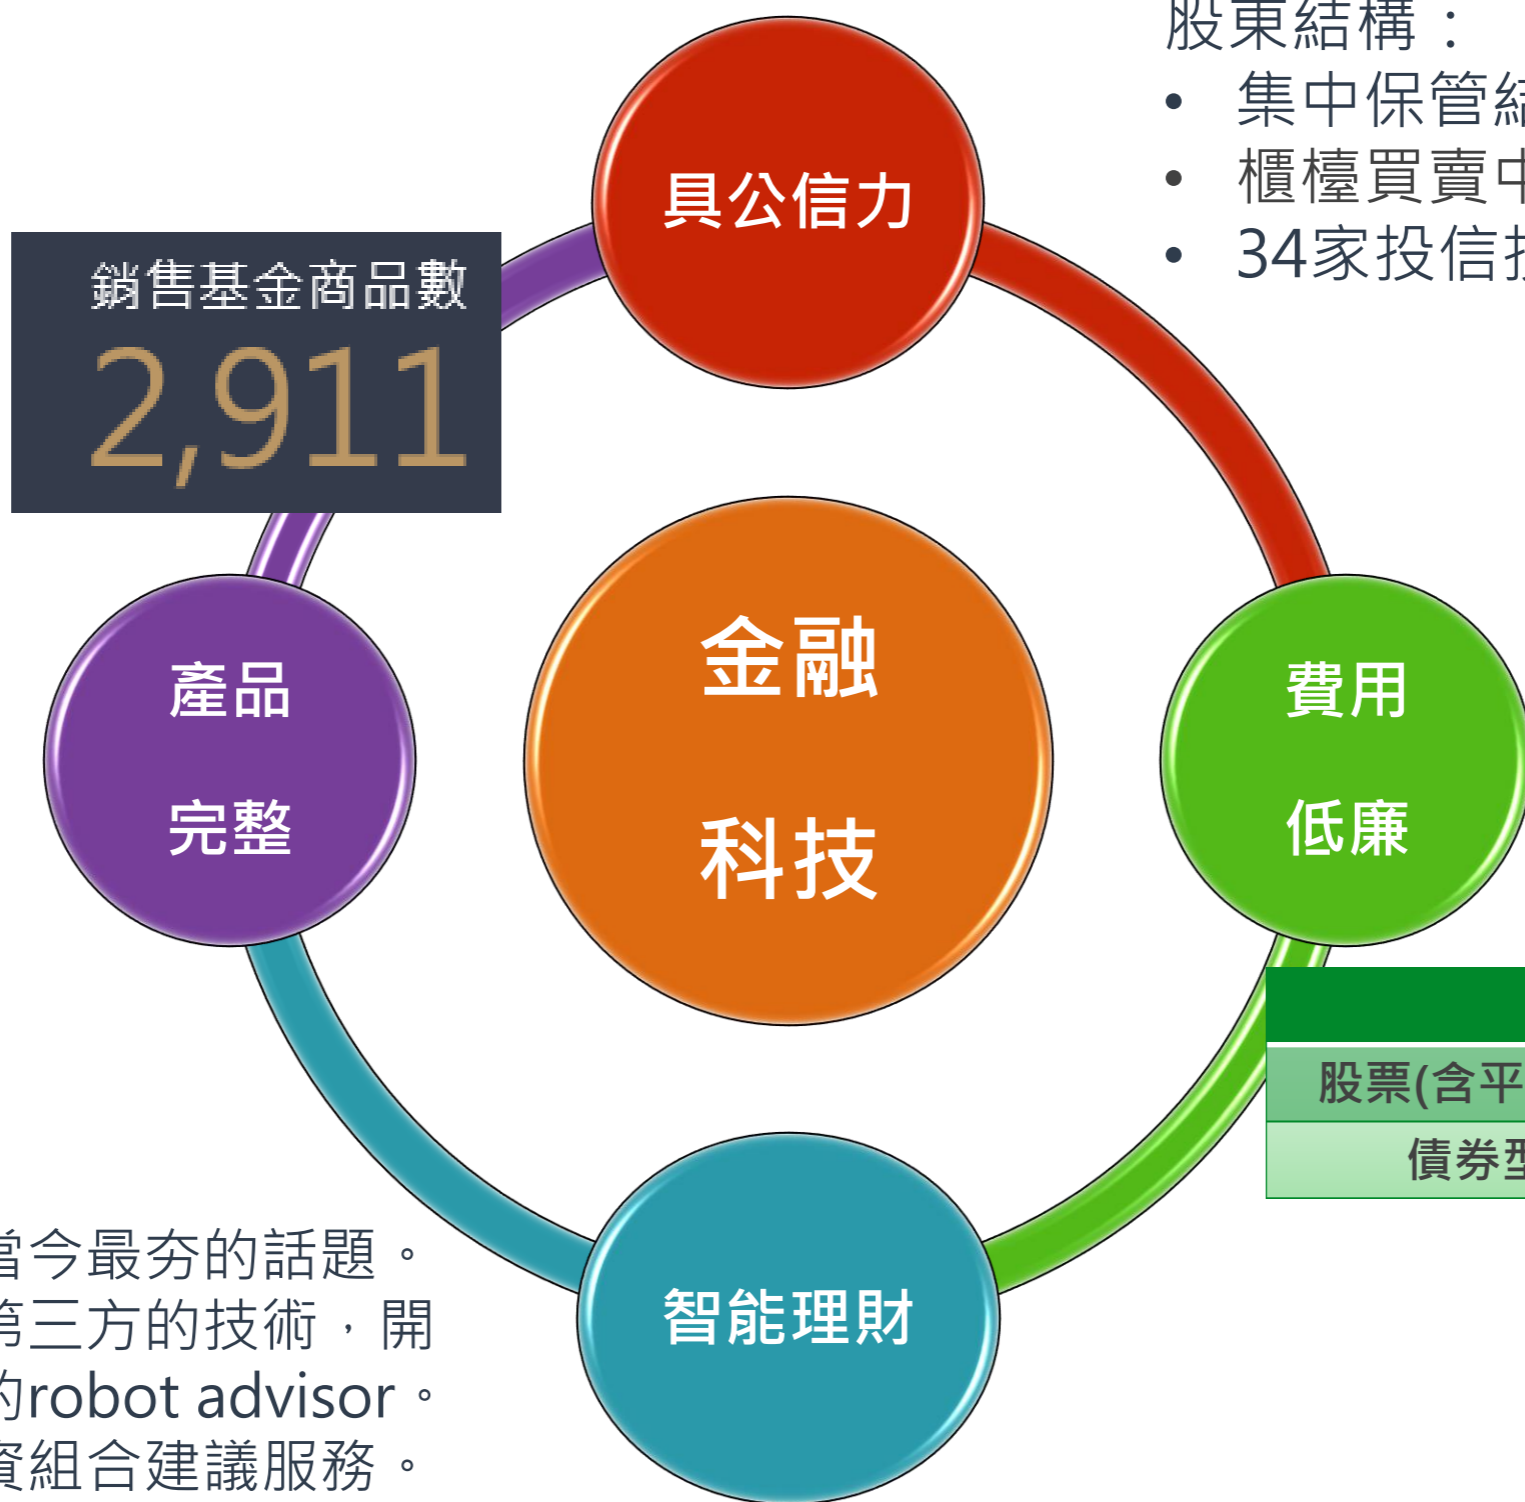 股東結構：
• 集中保管結
• 櫃檯買賣中
• 34家投信投
具公信力
銷售基金商品數
2,911
金融
科技
產品
完整
費用
低廉
股票(含平
債券型
智能理財
當今最夯的話題。
第三方的技術，開
的robot advisor。
資組合建議服務。